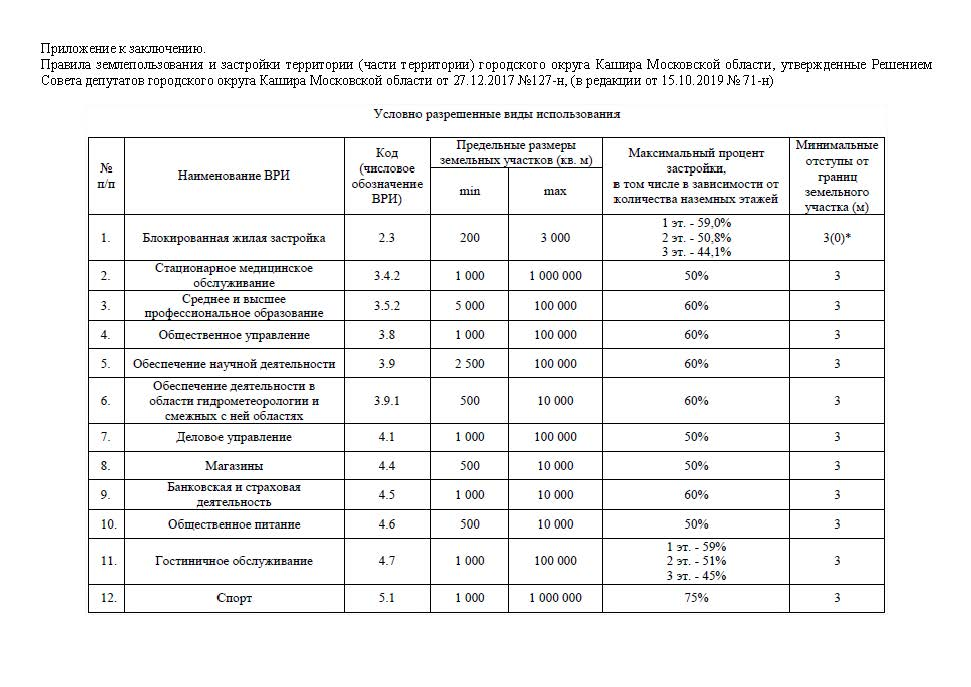 Приложение к заключению.
Правила землепользования и застройки территории (части территории) городского округа Кашира Московской области, утвержденные Решением
Совета депутатов городского округа Кашира Московской области от 27.12.2017 №127-н, (в редакции от 15.10.2019 № 71-н)
Условно разрешенные виды использования
№ п/п Наименование ВРИ Код (числовое обозначение ВРИ) Предельные размеры земельных участков (кв. м) min max Максимальный процент застройки, в том числе в зависимости от количества наземных этажей Минимальные отступы от границ земельного участка (м)
1. Блокированная жилая застройка 2.3 200 3 000 1 эт. - 59,0% 2 эт. - 50,8% 3 эт. - 44,1% 3(0)*
2. Стационарное медицинское обслуживание 3.4.2 1 000 1 000 000 50% 3
3. Среднее и высшее профессиональное образование 3.5.2 5 000 100 000 60% 3
4. Общественное управление 3.8 1 000 100 000 60% 3
5. Обеспечение научной деятельности 3.9 2 500 100 000 60% 3
6. Обеспечение деятельности в области гидрометеорологии и смежных с ней областях 3.9.1 500 10 000 60% 3
7. Деловое управление 4.1 1 000 100 000 50% 3
8. Магазины 4.4 500 10 000 50% 3
9. Банковская и страховая деятельность 4.5 1 000 10 000 60% 3
10. Общественное питание 4.6 500 10 000 50% 3
11. Гостиничное обслуживание 4.7 1 000 100 000 1 эт. - 59% 2 эт. - 51% 3 эт. - 45% 3
12. Спорт 5.1 1 000 1 000 000 75% 3